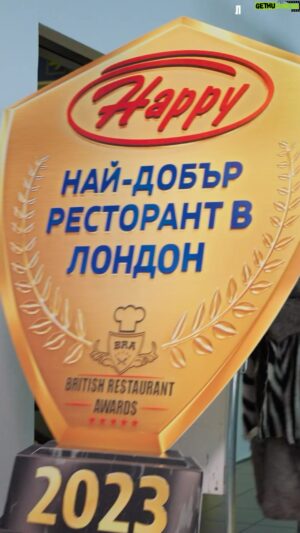 Happy
НАЙ-ДОБЪР
РЕСТОРАНТ В
ЛОНДОН
BRA
BRITISH RESTAURANT
AWARDS
2023